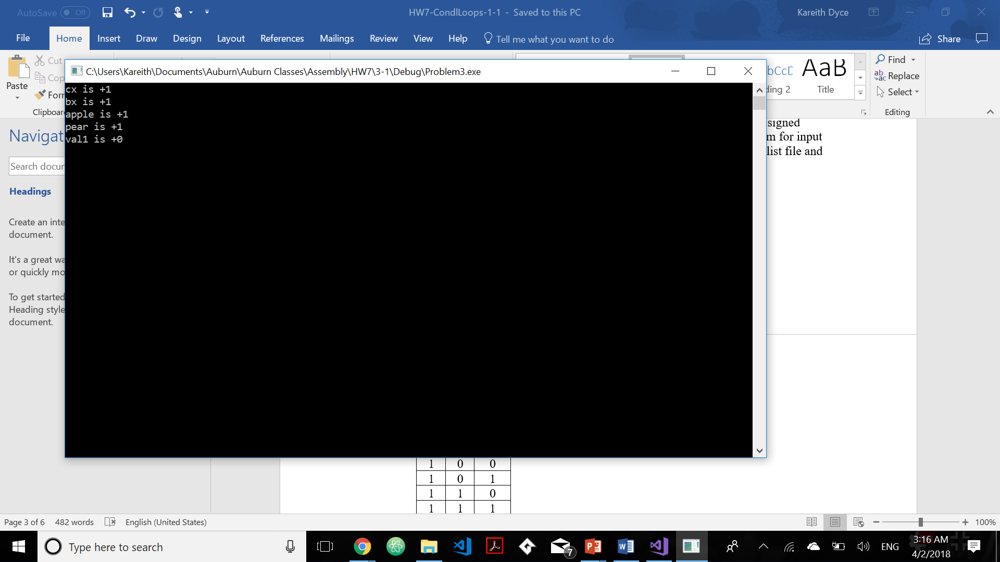 AutoSave Off
HW7-CondlLoops-1-1 - Saved to this PC
Kareith Dyce
File Home Insert Draw Design Layout References Mailings Review View Help Tell me what you want to do Share
Cut
Paste
Clipboar
AaB
Title
Find
Replace
Select
Editing
C:\Users\Kareith\Documents\Auburn\Auburn Classes\Assembly\HW7\3-1\Debug\Problem3.exe
cx is +1
bx is +1
apple is +1
pear is +1
val1 is +0
Navigat
Search docur
Headings
Create an inte
document.
It's a great wa
or quickly mo
To get started
Heading style
document.
signed
m for input
list file and
1 0 0
1 0 1
1 1 0
1 1 1
Page 3 of 6 482 words English (United States) 100%
Type here to search
7
ENG
3:16 AM
4/2/2018